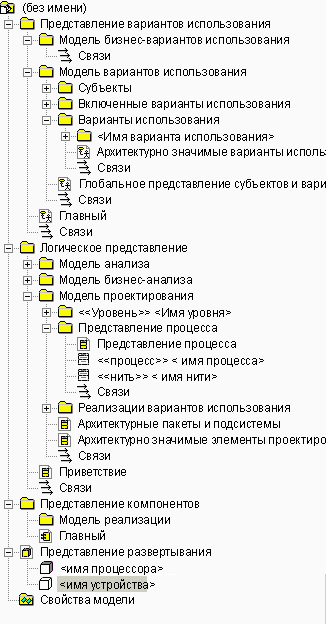 (без имени)
Представление вариантов использования
Модель бизнес-вариантов использования
Связи
Модель вариантов использования
Субъекты
Включенные варианты использования
Варианты использования
<Имя варианта использования>
Архитектурно значимые варианты исполь
Связи
Глобальное представление субъектов и вари
Связи
Главный
Связи
Логическое представление
Модель анализа
Модель бизнес-анализа
Модель проектирования
<<Уровень>> <Имя уровня>
Представление процесса
Представление процесса
<<процесс>> < имя процесса>
<<нить>> < имя нити>
Связи
Реализации вариантов использования
Архитектурные пакеты и подсистемы
Архитектурно значимые элементы проектиро
Связи
Приветствие
Связи
Представление компонентов
Модель реализации
Главный
Представление развертывания
<имя процессора>
<имя устройства>
Свойства модели